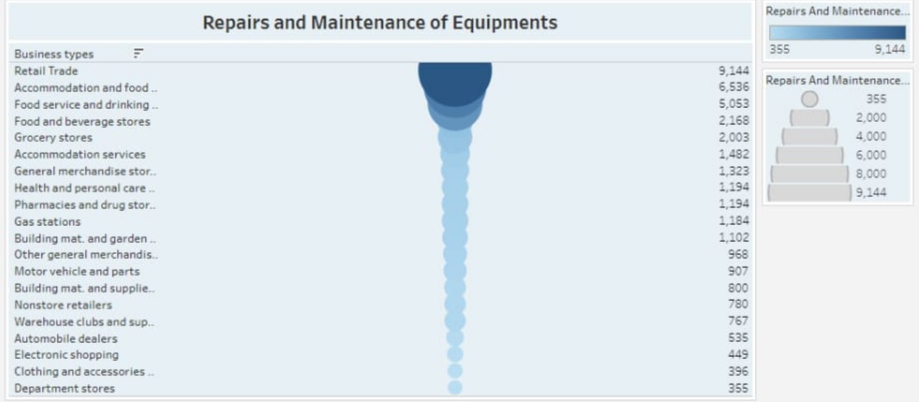 Repairs and Maintenance of Equipments
Business types
Retail Trade 9,144
Accommodation and food .. 6,536
Food service and drinking .. 5,053
Food and beverage stores 2,168
Grocery stores 2,003
Accommodation services 1,482
General merchandise stor.. 1,323
Health and personal care .. 1,194
Pharmacies and drug stor.. 1,194
Gas stations 1,184
Building mat. and garden .. 1,102
Other general merchandis.. 968
Motor vehicle and parts 907
Building mat. and supplie.. 800
Nonstore retailers 780
Warehouse clubs and sup.. 767
Automobile dealers 535
Electronic shopping 449
Clothing and accessories .. 396
Department stores 355
Repairs And Maintenance...
355 9,144
Repairs And Maintenance...
355
2,000
4,000
6,000
8,000
9,144